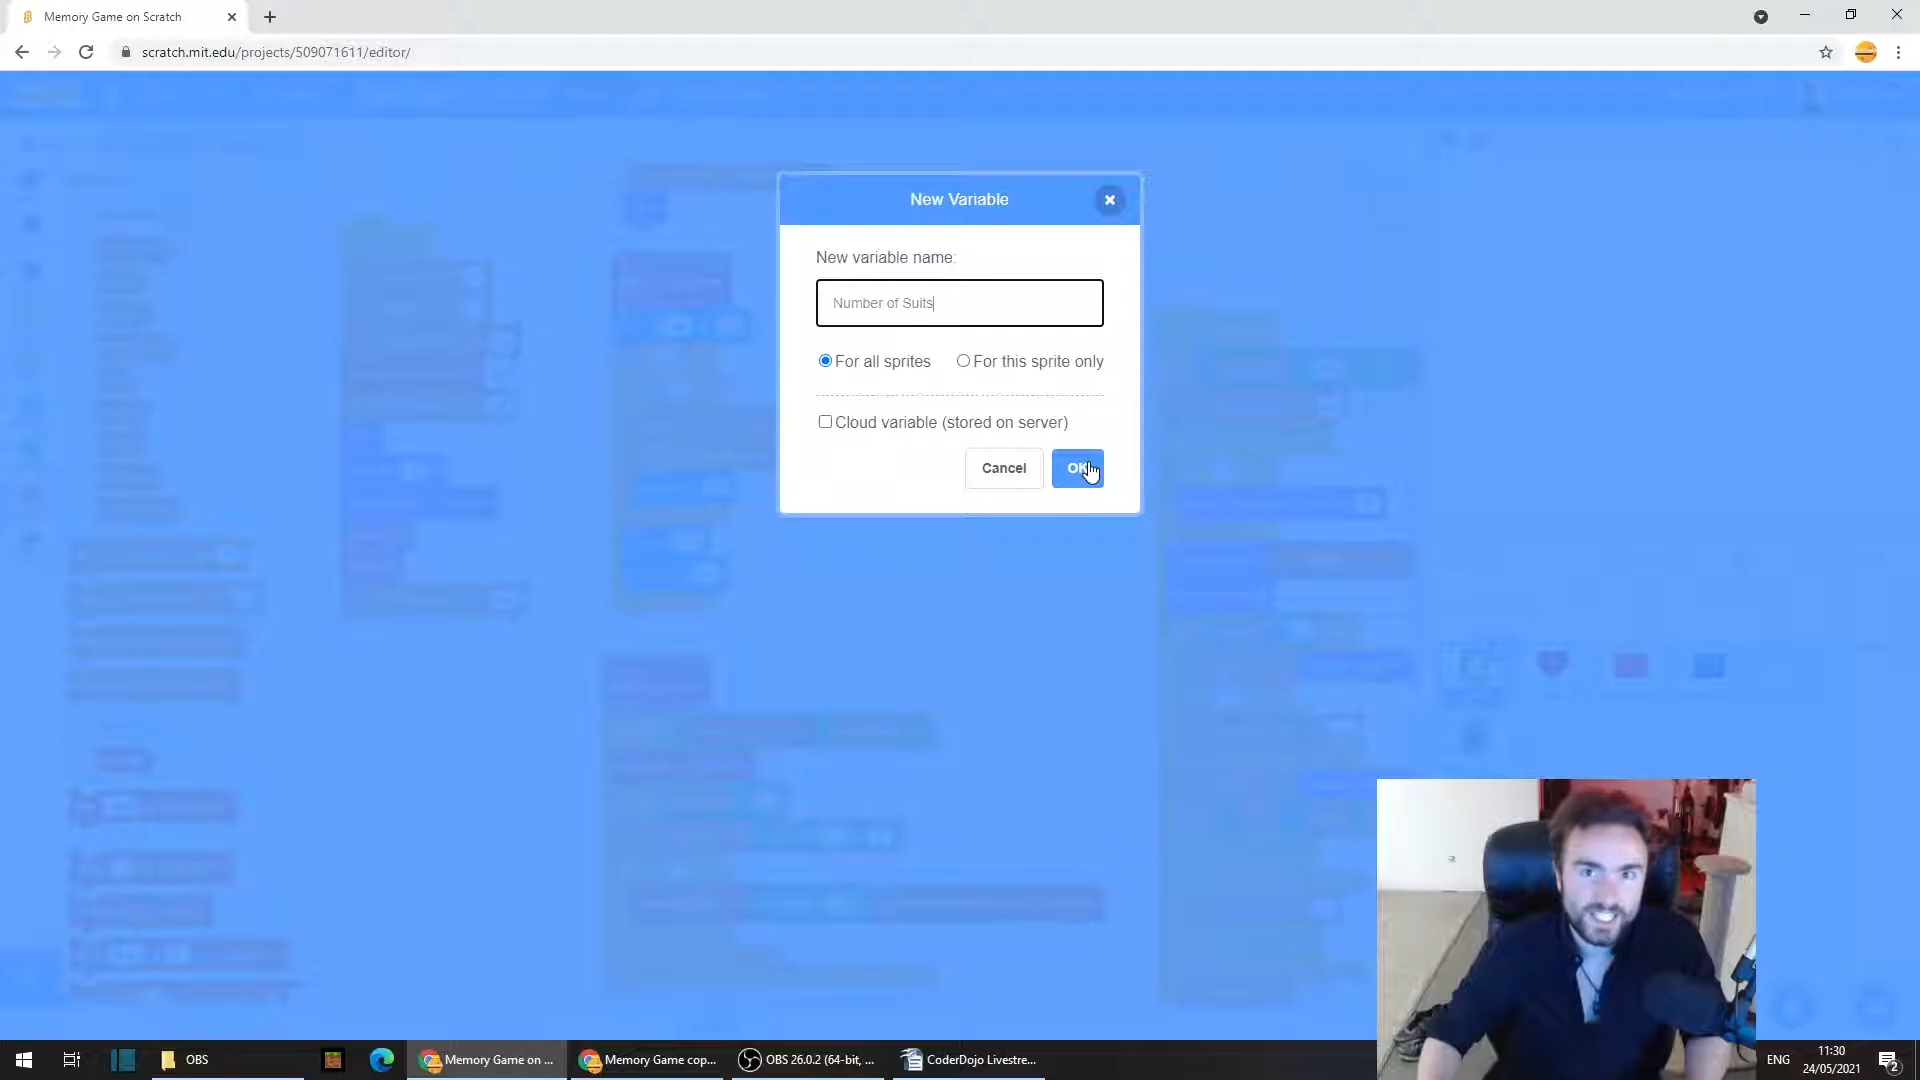 Memory Game on Scratch
scratch.mit.edu/projects/509071611/editor/
New Variable
New variable name:
Number of Suits
For all sprites
For this sprite only
Cloud variable (stored on server)
Cancel
OK
OBS
Memory Game on ...
Memory Game cop...
OBS 26.0.2 (64-bit, ...
CoderDojo Livestre...
ENG
11:30
24/05/2021
2